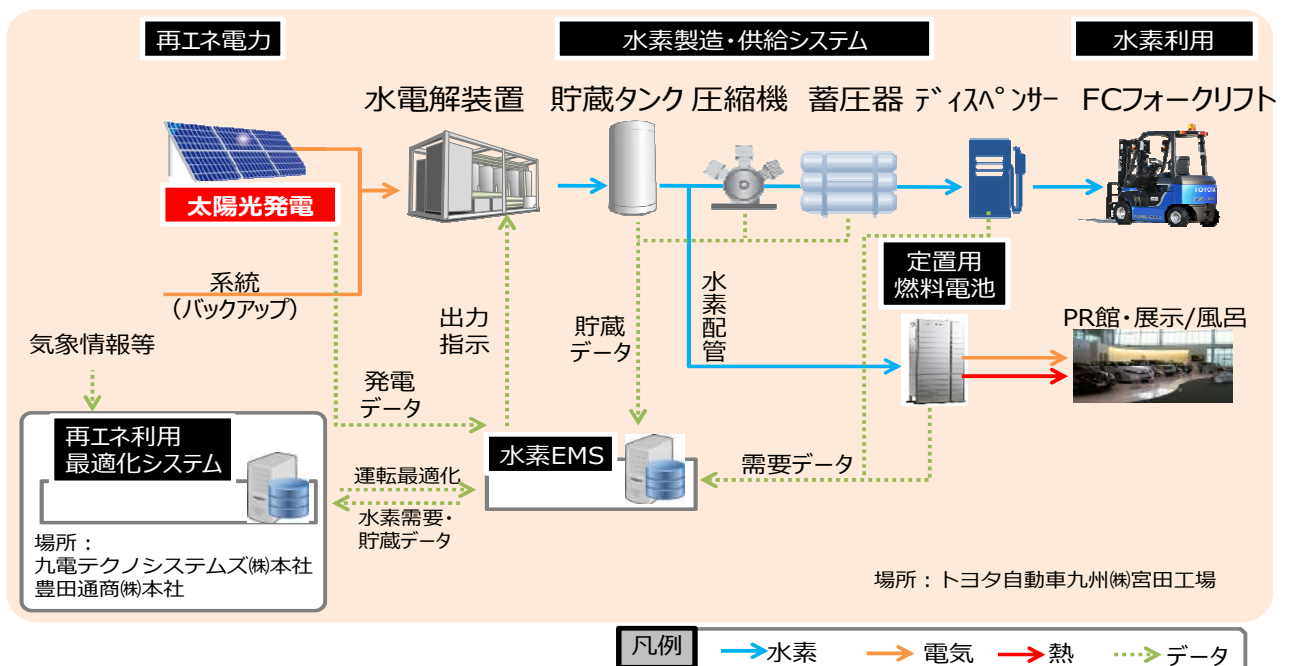 再エネ電力
水素製造・供給システム
水素利用
水電解装置
貯蔵タンク
圧縮機
蓄圧器
ディスペンサー
FCフォークリフト
太陽光発電
TOYOTA
系統
（バックアップ）
出力
指示
貯蔵
データ
水素配管
定置用
燃料電池
PR館・展示/風呂
気象情報等
発電
データ
再エネ利用
最適化システム
水素EMS
需要データ
運転最適化
水素需要・
貯蔵データ
場所：
九電テクノシステムズ㈱本社
豊田通商㈱本社
場所：トヨタ自動車九州㈱宮田工場
凡例
水素
電気
熱
データ